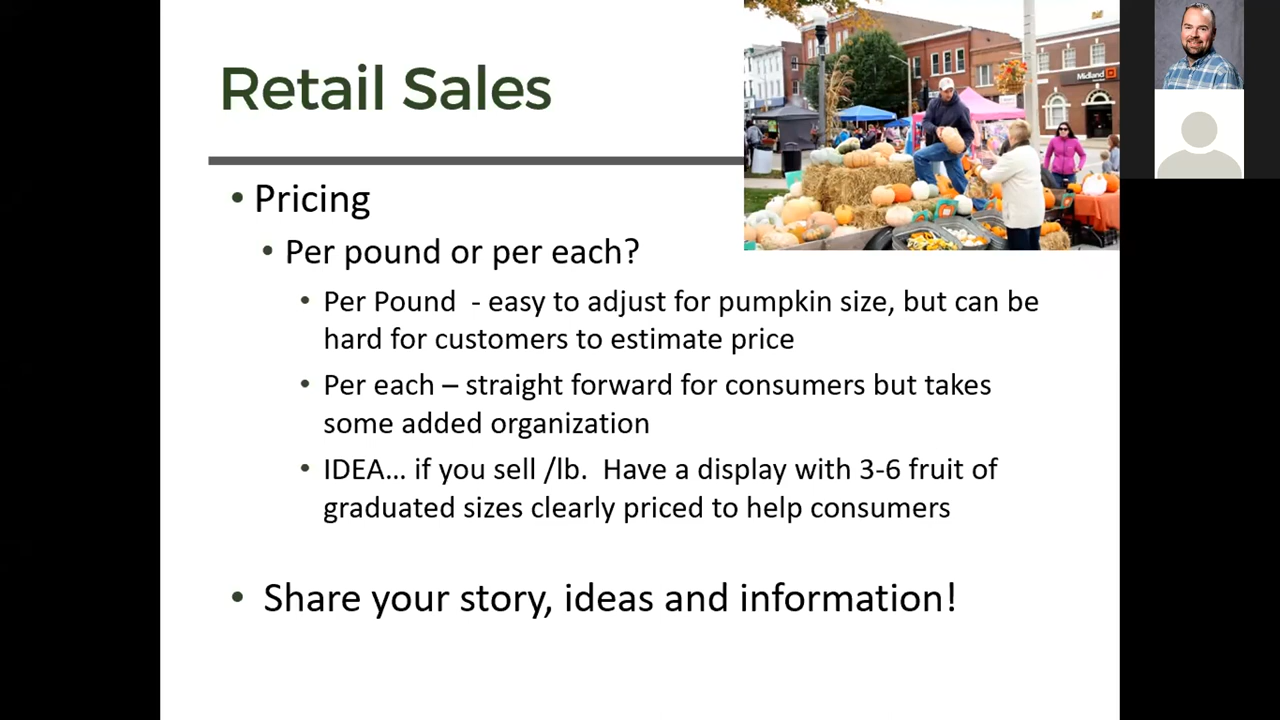 Retail Sales
Midland
• Pricing
• Per pound or per each?
• Per Pound - easy to adjust for pumpkin size, but can be
hard for customers to estimate price
• Per each – straight forward for consumers but takes
some added organization
• IDEA... if you sell /lb. Have a display with 3-6 fruit of
graduated sizes clearly priced to help consumers
• Share your story, ideas and information!